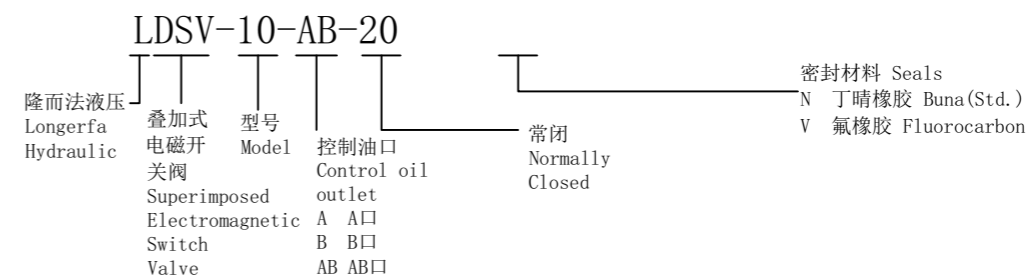 LDSV-10-AB-20
隆而法液压
Longerfa
Hydraulic
叠加式
电磁开
关阀
Superimposed
Electromagnetic
Switch
Valve
型号
Model
控制油口
Control oil
outlet
A A口
B B口
AB AB口
常闭
Normally
Closed
密封材料 Seals
N 丁晴橡胶 Buna(Std.)
V 氟橡胶 Fluorocarbon